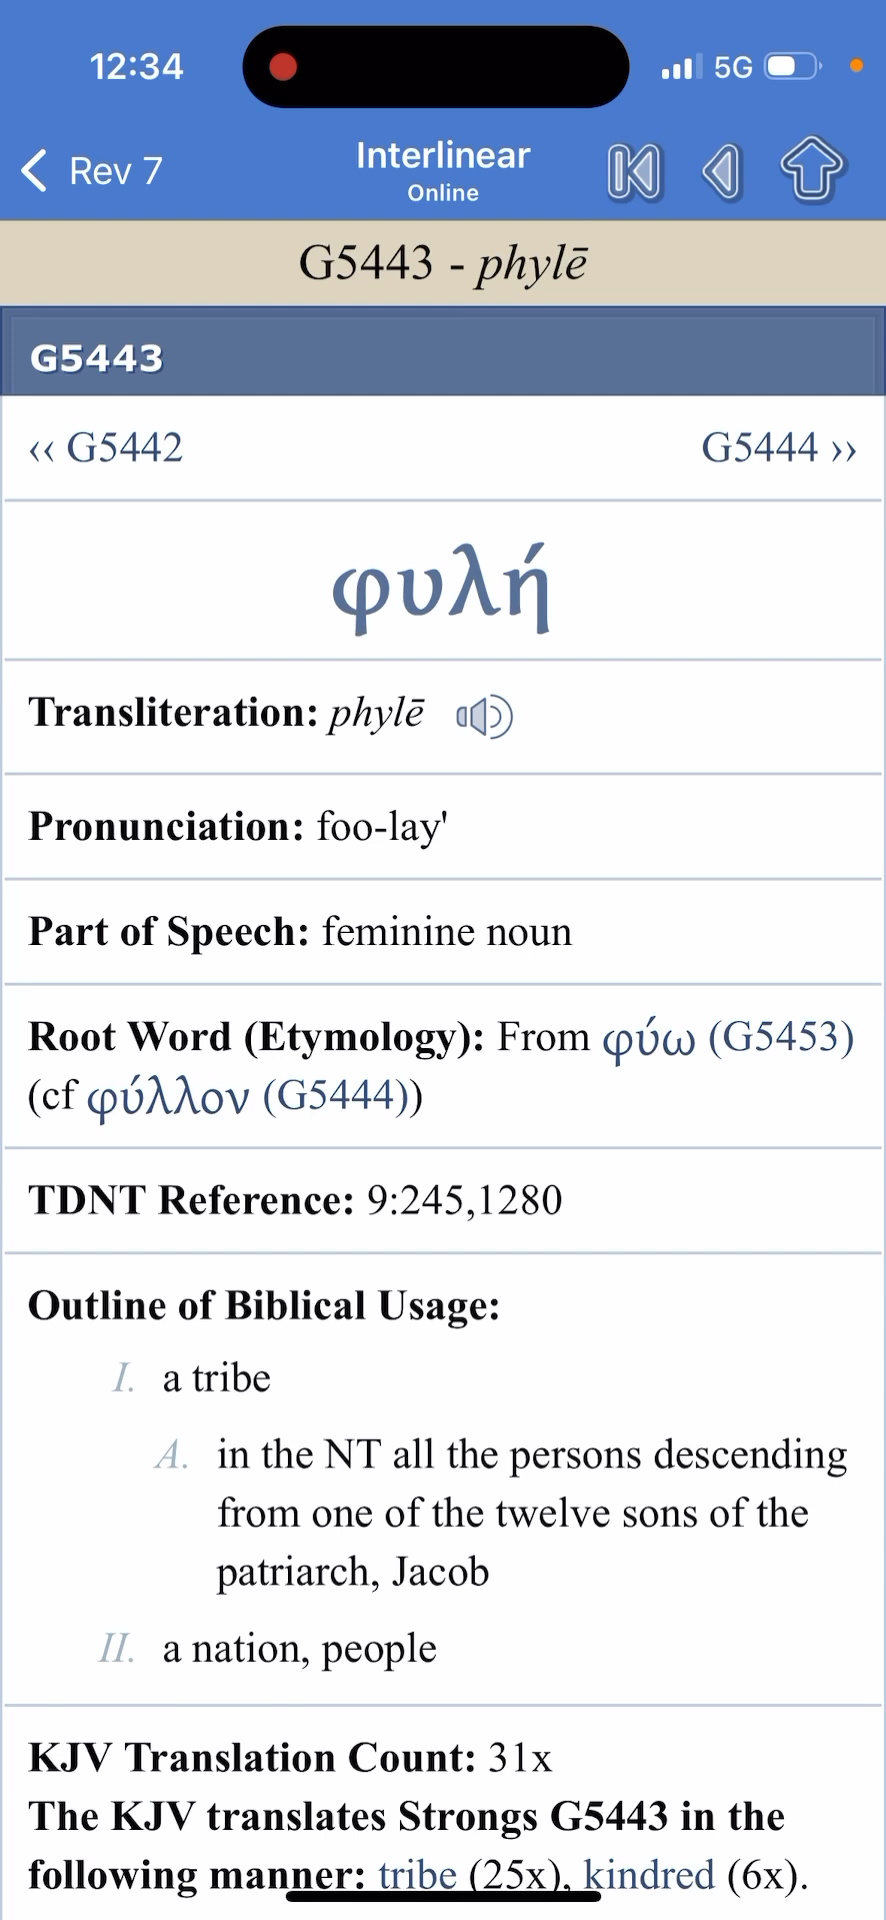 12:34
5G
Rev 7
Interlinear
Online
G5443 - phylē
G5443
‹‹ G5442
G5444 ››
φυλή
Transliteration: phylē
Pronunciation: foo-lay'
Part of Speech: feminine noun
Root Word (Etymology): From φύω (G5453)
(cf φύλλον (G5444))
TDNT Reference: 9:245,1280
Outline of Biblical Usage:
I. a tribe
A. in the NT all the persons descending
from one of the twelve sons of the
patriarch, Jacob
II. a nation, people
KJV Translation Count: 31x
The KJV translates Strongs G5443 in the
following manner: tribe (25x), kindred (6x).